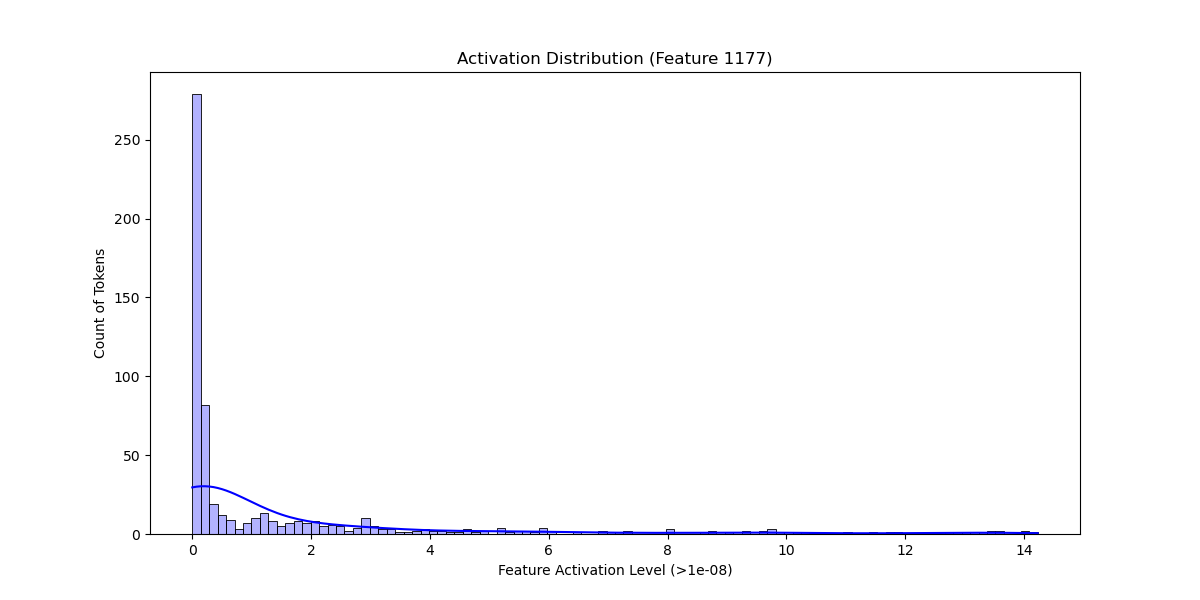 Activation Distribution (Feature 1177)
250
200
150
100
50
0
Count of Tokens
0 2 4 6 8 10 12 14
Feature Activation Level (>1e-08)